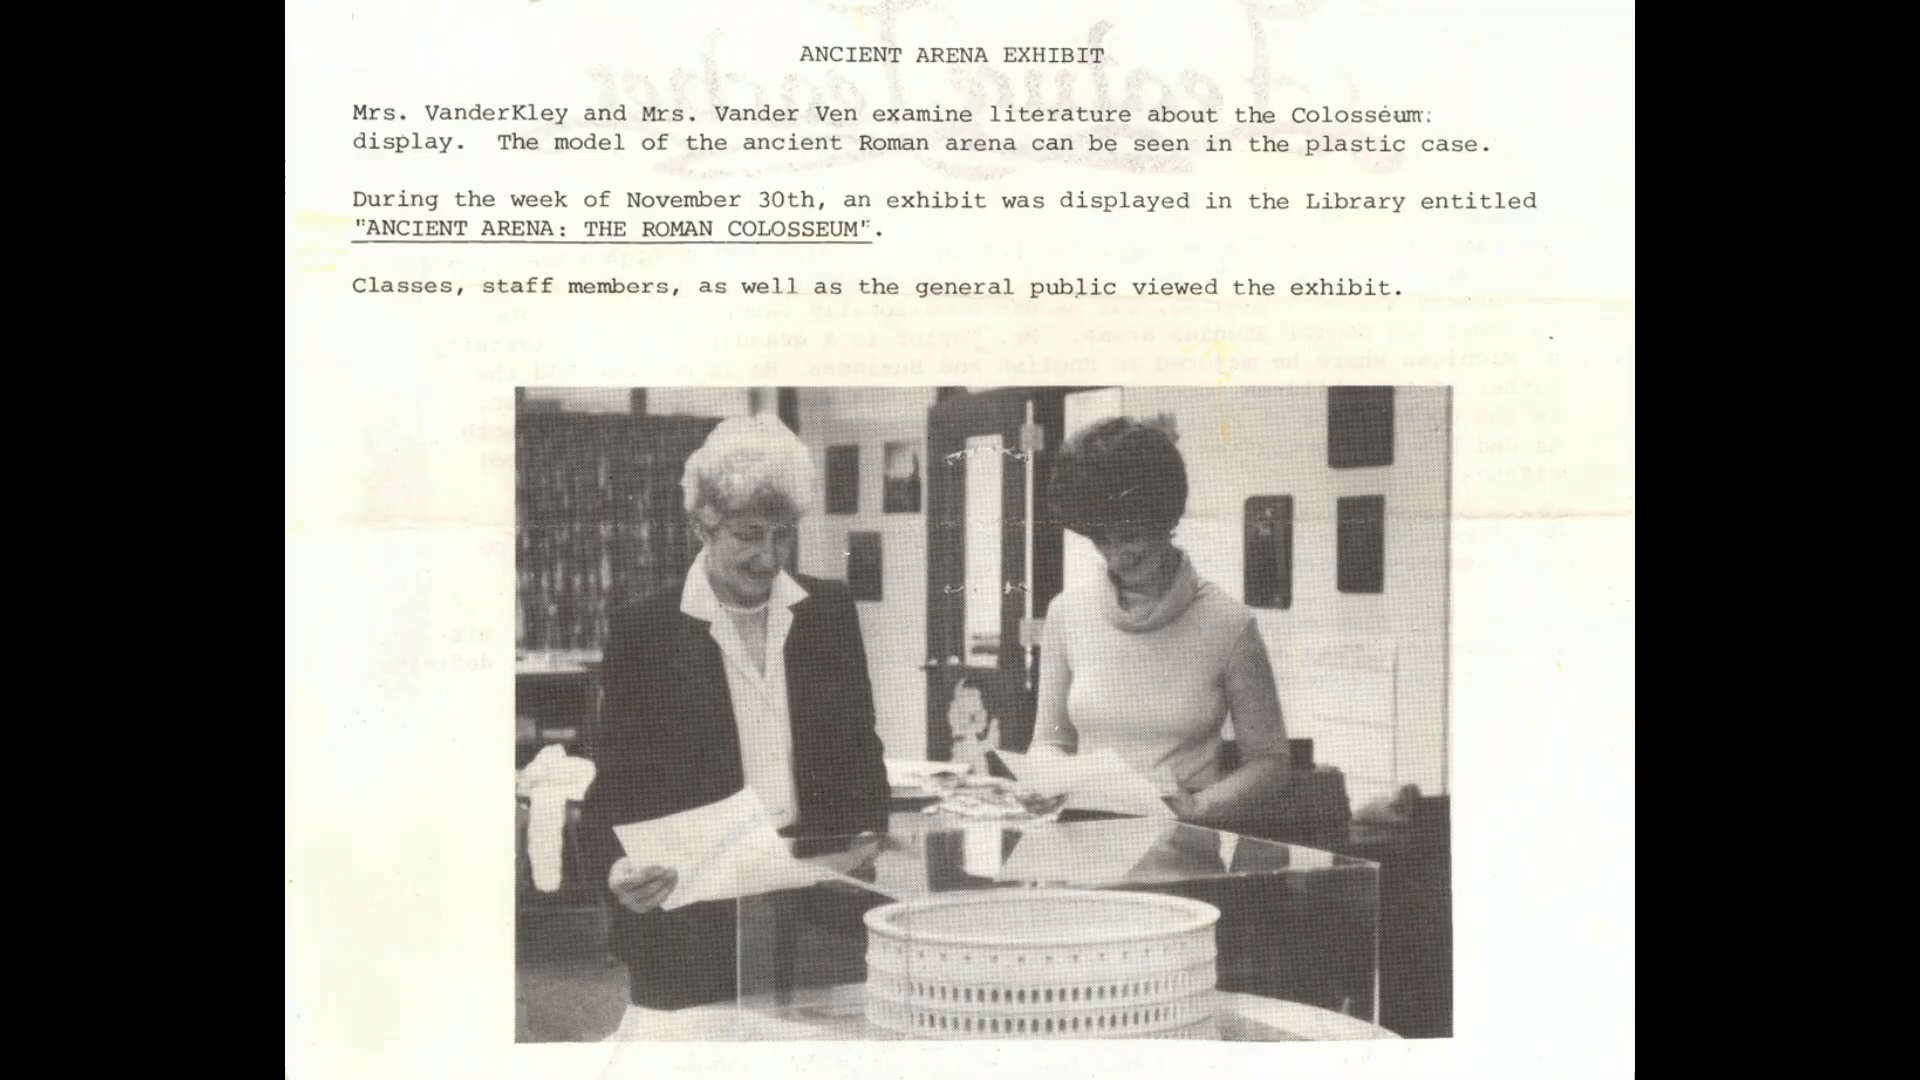 ANCIENT ARENA EXHIBIT
Mrs. VanderKley and Mrs. Vander Ven examine literature about the Colosseum
display. The model of the ancient Roman arena can be seen in the plastic case.
During the week of November 30th, an exhibit was displayed in the Library entitled
"ANCIENT ARENA: THE ROMAN COLOSSEUM".
Classes, staff members, as well as the general public viewed the exhibit.